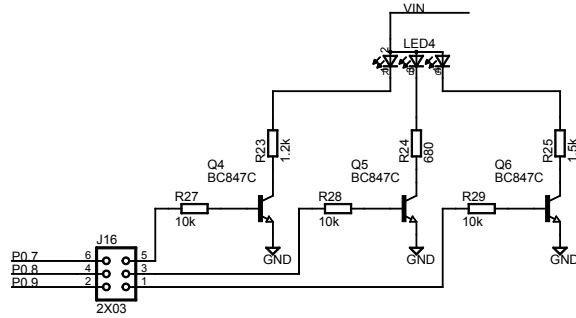 VIN
LED4
2
R23
1.2k
R24
680
R25
1.5k
Q4
BC847C
Q5
BC847C
Q6
BC847C
R27
10k
R28
10k
R29
10k
GND
GND
GND
J16
P0.7
6
5
P0.8
4
3
P0.9
2
1
2X03